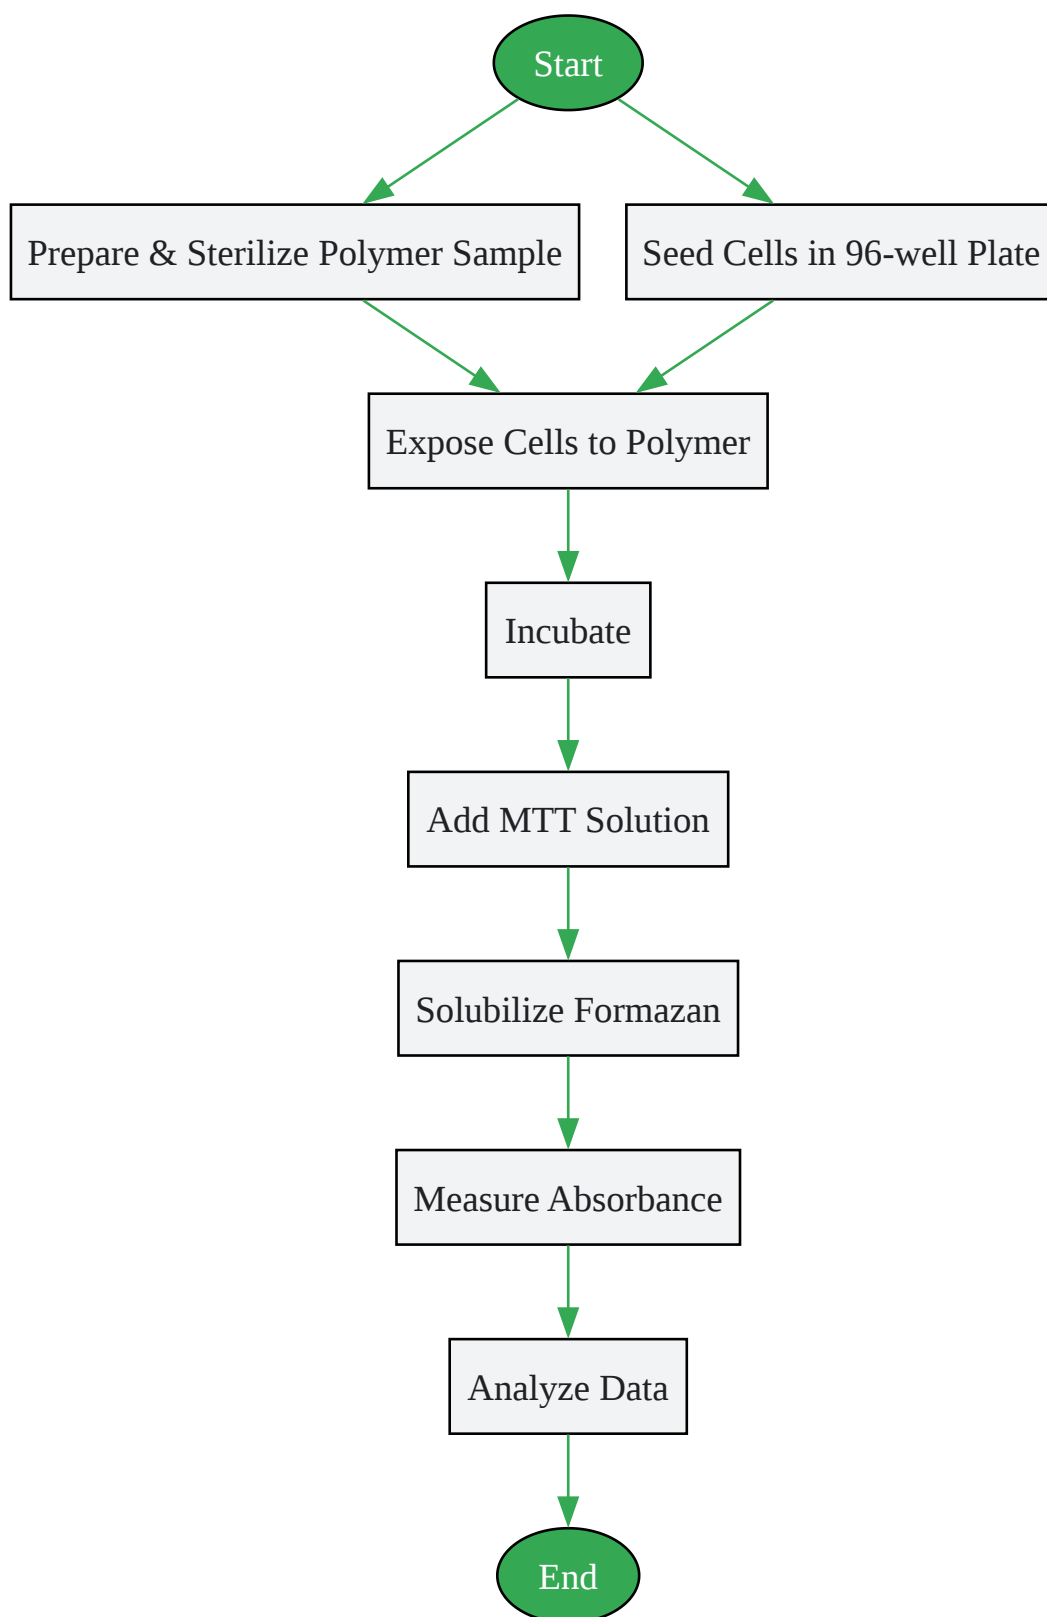 Start
Prepare & Sterilize Polymer Sample
Seed Cells in 96-well Plate
Expose Cells to Polymer
Incubate
Add MTT Solution
Solubilize Formazan
Measure Absorbance
Analyze Data
End